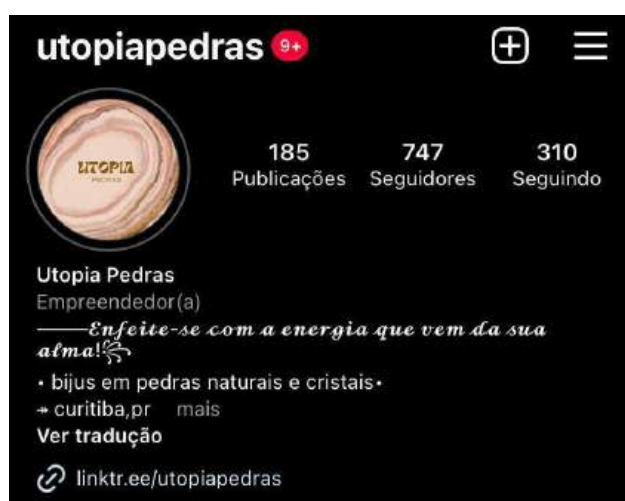 utopiapedras 9+
UTOPIA
PEDRAS
185 747 310
Publicações Seguidores Seguindo
Utopia Pedras
Empreendedor(a)
———Enfeite-se com a energia que vem da sua
alma!
• bijus em pedras naturais e cristais•
↠ curitiba,pr mais
Ver tradução
linktr.ee/utopiapedras